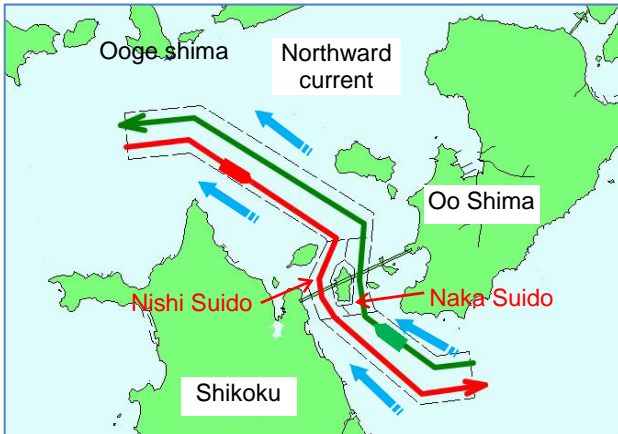 Ooge shima
Northward
current
Oo Shima
Nishi Suido
Naka Suido
Shikoku